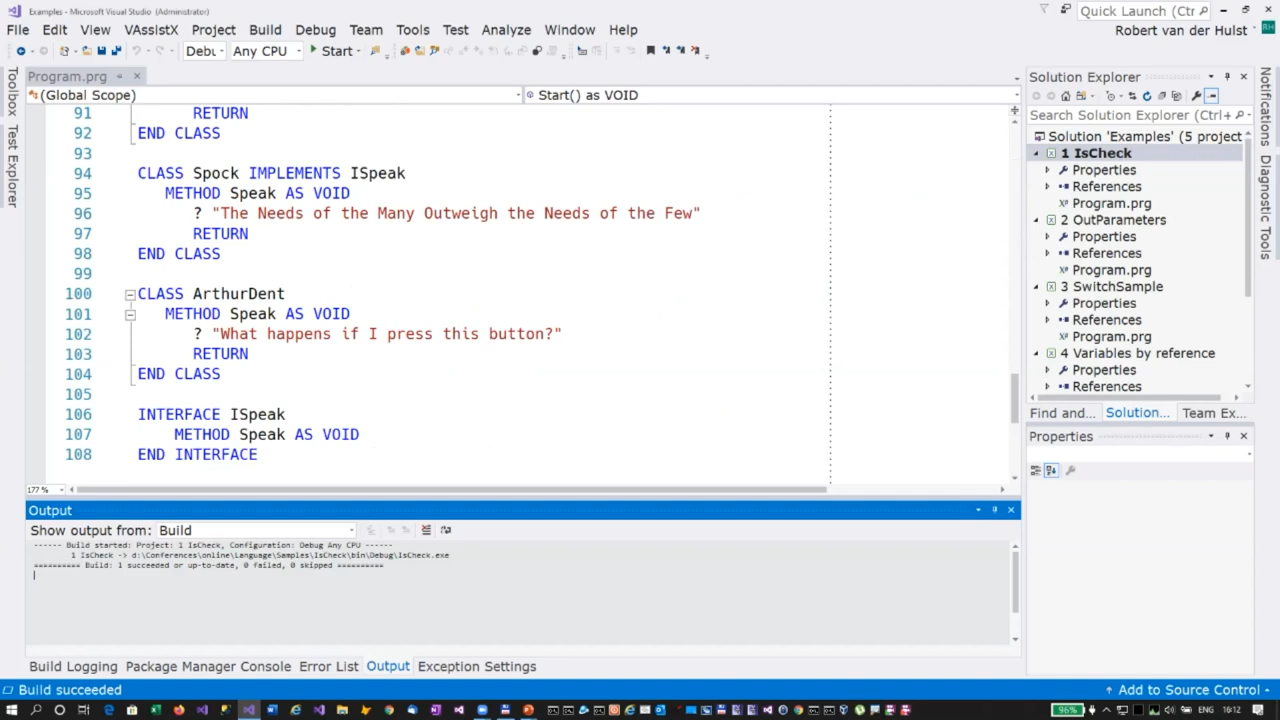 Examples - Microsoft Visual Studio (Administrator)
Quick Launch (Ctr
File Edit View VAssistX Project Build Debug Team Tools Test Analyze Window Help
Robert van der Hulst
RH
Debu Any CPU Start
Toolbox
Test Explorer
Program.prg
(Global Scope)
Start() as VOID
91 RETURN
92 END CLASS
93
94 CLASS Spock IMPLEMENTS ISpeak
95 METHOD Speak AS VOID
96 ? "The Needs of the Many Outweigh the Needs of the Few"
97 RETURN
98 END CLASS
99
100 CLASS ArthurDent
101 METHOD Speak AS VOID
102 ? "What happens if I press this button?"
103 RETURN
104 END CLASS
105
106 INTERFACE ISpeak
107 METHOD Speak AS VOID
108 END INTERFACE
177 %
Solution Explorer
Search Solution Explorer (Ctrl+
Solution 'Examples' (5 project
1 IsCheck
Properties
References
Program.prg
2 OutParameters
Properties
References
Program.prg
3 SwitchSample
Properties
References
Program.prg
4 Variables by reference
Properties
References
Find and... Solution... Team Ex...
Properties
Notifications
Diagnostic Tools
Output
Show output from: Build
------ Build started: Project: 1 IsCheck, Configuration: Debug Any CPU ------
1 IsCheck -> d:\Conferences\online\Language\Samples\IsCheck\bin\Debug\IsCheck.exe
========== Build: 1 succeeded or up-to-date, 0 failed, 0 skipped ==========
Build Logging Package Manager Console Error List Output Exception Settings
Build succeeded
Add to Source Control
96% ENG 16:12